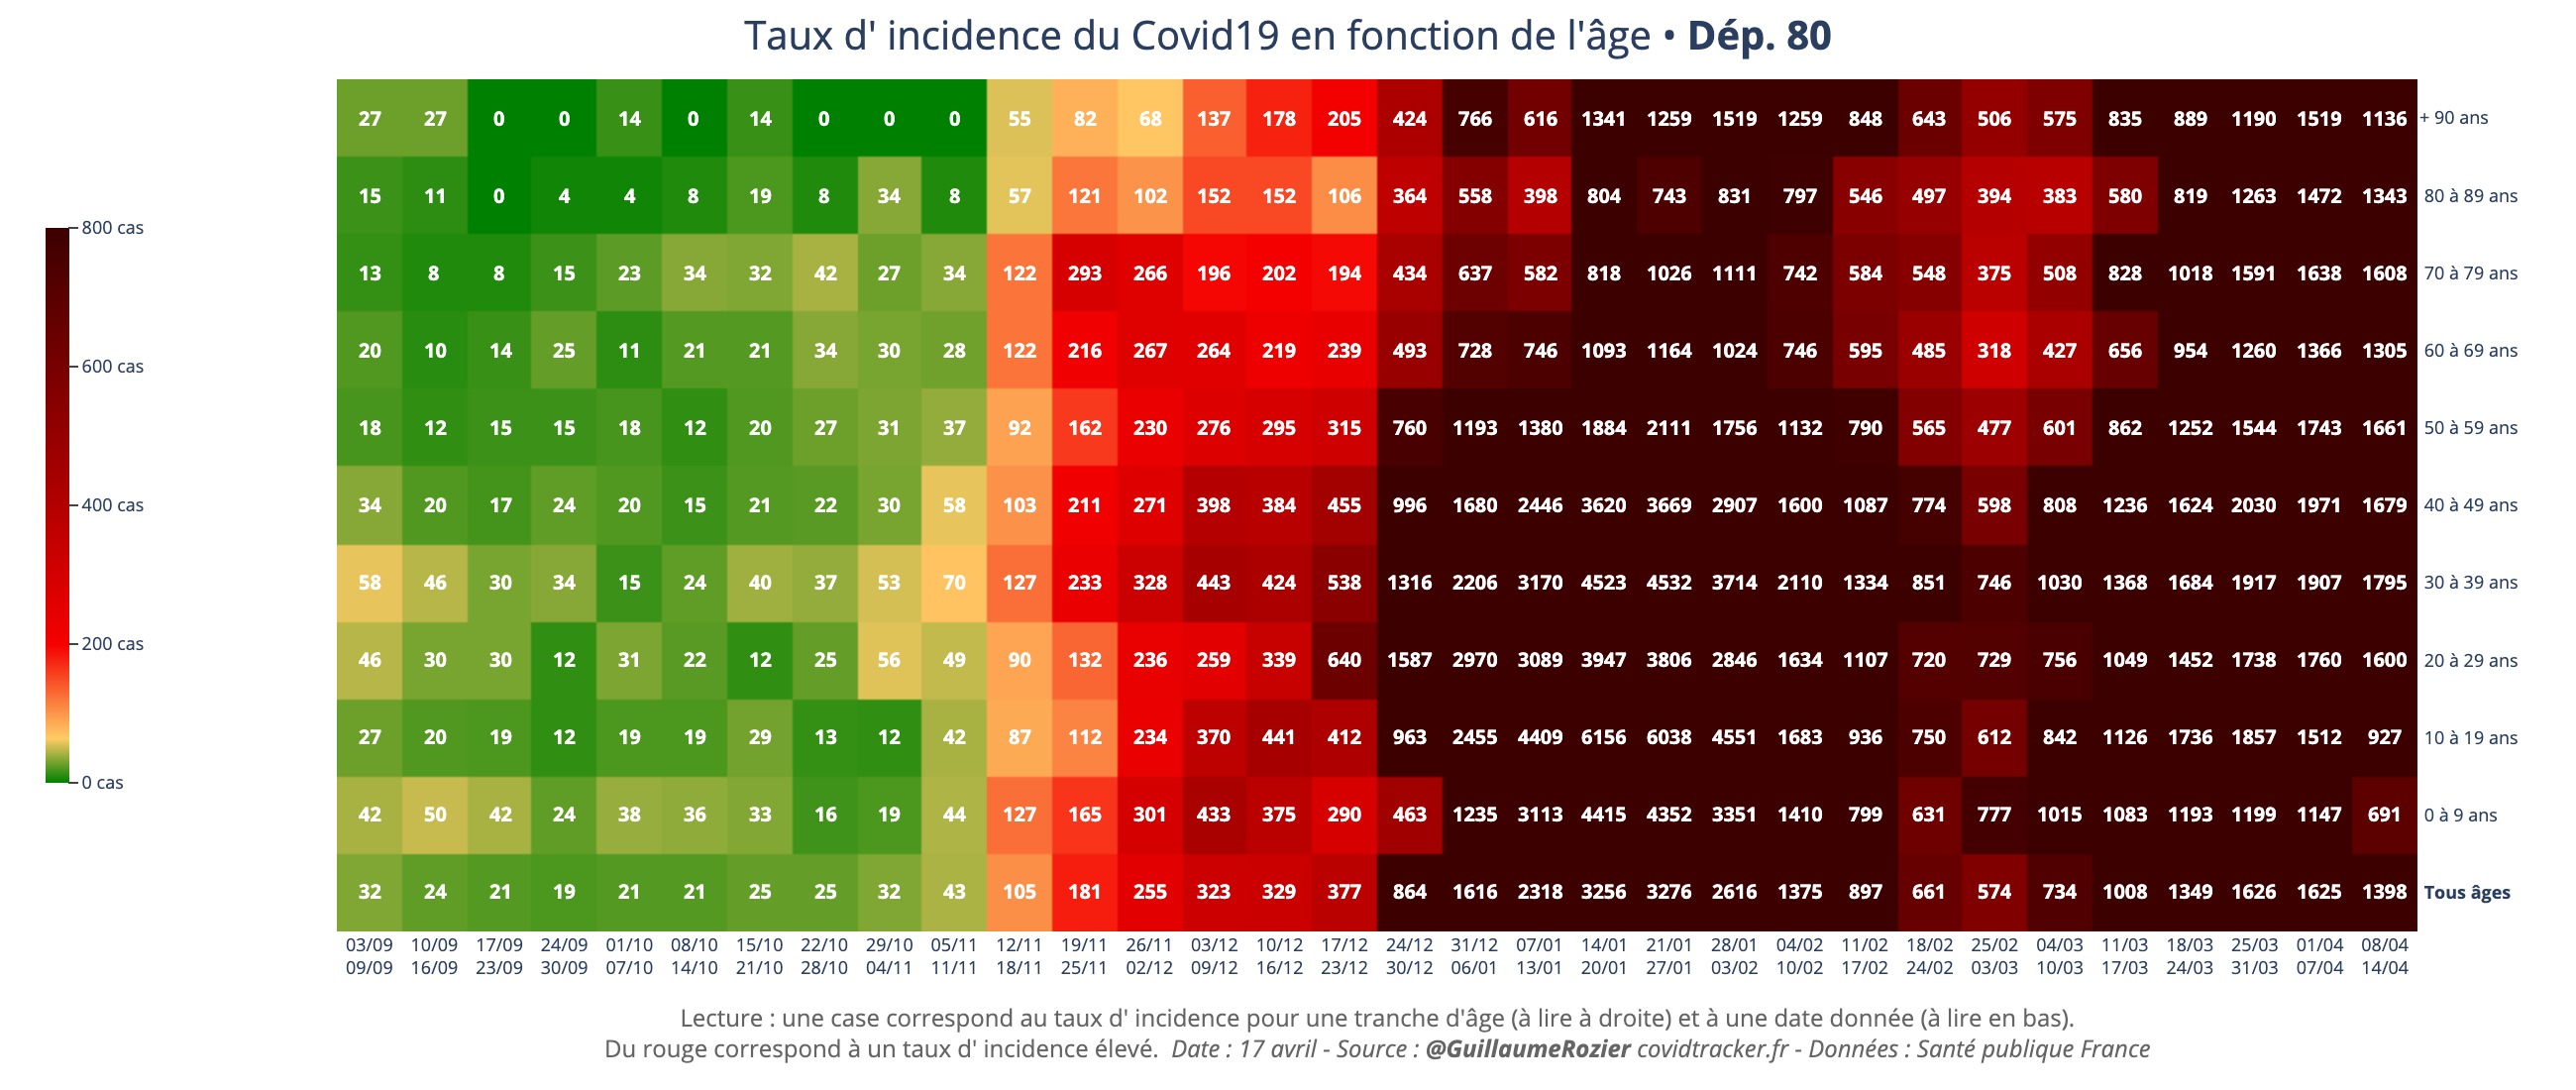 Taux d' incidence du Covid19 en fonction de l'âge • Dép. 80
800 cas
600 cas
400 cas
200 cas
0 cas
27 27 0 0 14 0 14 0 0 0 55 82 68 137 178 205 424 766 616 1341 1259 1519 1259 848 643 506 575 835 889 1190 1519 1136 + 90 ans
15 11 0 4 4 8 19 8 34 8 57 121 102 152 152 106 364 558 398 804 743 831 797 546 497 394 383 580 819 1263 1472 1343 80 à 89 ans
13 8 8 15 23 34 32 42 27 34 122 293 266 196 202 194 434 637 582 818 1026 1111 742 584 548 375 508 828 1018 1591 1638 1608 70 à 79 ans
20 10 14 25 11 21 21 34 30 28 122 216 267 264 219 239 493 728 746 1093 1164 1024 746 595 485 318 427 656 954 1260 1366 1305 60 à 69 ans
18 12 15 15 18 12 20 27 31 37 92 162 230 276 295 315 760 1193 1380 1884 2111 1756 1132 790 565 477 601 862 1252 1544 1743 1661 50 à 59 ans
34 20 17 24 20 15 21 22 30 58 103 211 271 398 384 455 996 1680 2446 3620 3669 2907 1600 1087 774 598 808 1236 1624 2030 1971 1679 40 à 49 ans
58 46 30 34 15 24 40 37 53 70 127 233 328 443 424 538 1316 2206 3170 4523 4532 3714 2110 1334 851 746 1030 1368 1684 1917 1907 1795 30 à 39 ans
46 30 30 12 31 22 12 25 56 49 90 132 236 259 339 640 1587 2970 3089 3947 3806 2846 1634 1107 720 729 756 1049 1452 1738 1760 1600 20 à 29 ans
27 20 19 12 19 19 29 13 12 42 87 112 234 370 441 412 963 2455 4409 6156 6038 4551 1683 936 750 612 842 1126 1736 1857 1512 927 10 à 19 ans
42 50 42 24 38 36 33 16 19 44 127 165 301 433 375 290 463 1235 3113 4415 4352 3351 1410 799 631 777 1015 1083 1193 1199 1147 691 0 à 9 ans
32 24 21 19 21 21 25 25 32 43 105 181 255 323 329 377 864 1616 2318 3256 3276 2616 1375 897 661 574 734 1008 1349 1626 1625 1398 Tous âges
03/09 10/09 17/09 24/09 01/10 08/10 15/10 22/10 29/10 05/11 12/11 19/11 26/11 03/12 10/12 17/12 24/12 31/12 07/01 14/01 21/01 28/01 04/02 11/02 18/02 25/02 04/03 11/03 18/03 25/03 01/04 08/04
09/09 16/09 23/09 30/09 07/10 14/10 21/10 28/10 04/11 11/11 18/11 25/11 02/12 09/12 16/12 23/12 30/12 06/01 13/01 20/01 27/01 03/02 10/02 17/02 24/02 03/03 10/03 17/03 24/03 31/03 07/04 14/04
Lecture : une case correspond au taux d' incidence pour une tranche d'âge (à lire à droite) et à une date donnée (à lire en bas).
Du rouge correspond à un taux d' incidence élevé. Date : 17 avril - Source : @GuillaumeRozier covidtracker.fr - Données : Santé publique France